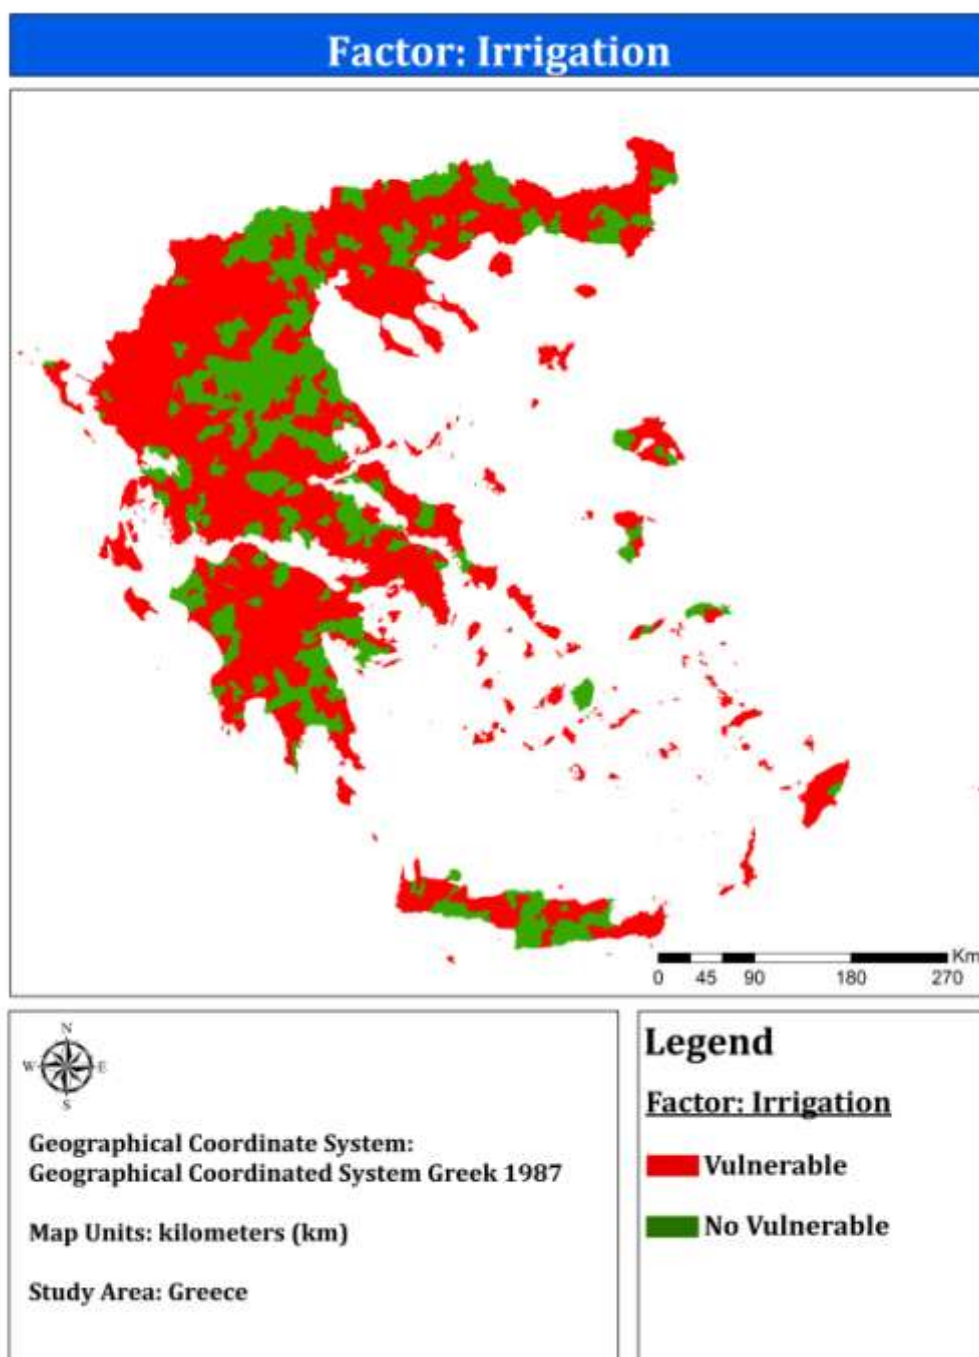 Factor: Irrigation
Km
0 45 90 180 270
N
W E
S
Geographical Coordinate System:
Geographical Coordinated System Greek 1987
Map Units: kilometers (km)
Study Area: Greece
Legend
Factor: Irrigation
Vulnerable
No Vulnerable